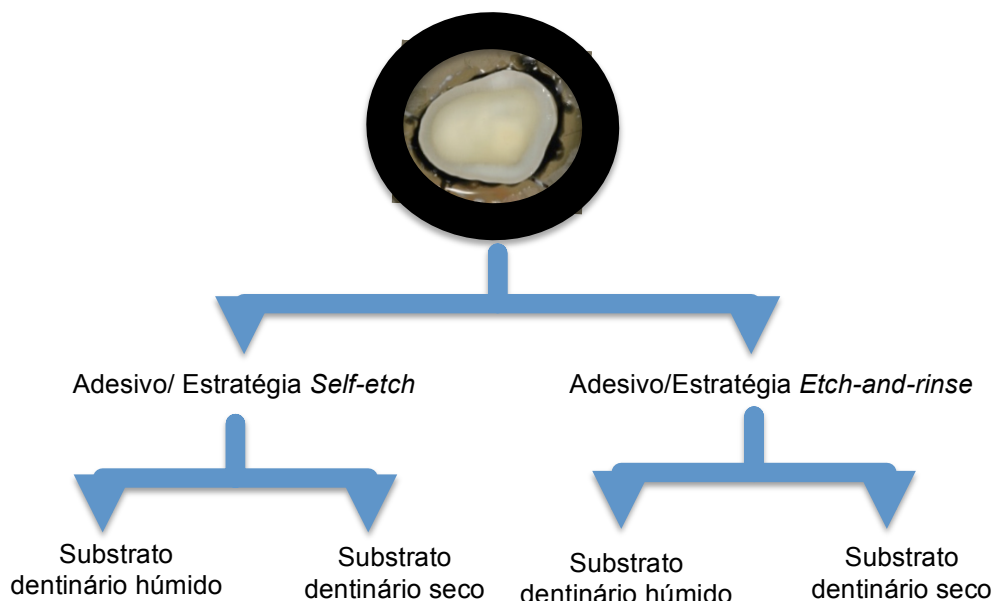 Adesivo/ Estratégia Self-etch
Adesivo/Estratégia Etch-and-rinse
Substrato
dentinário húmido
Substrato
dentinário seco
Substrato
dentinário húmido
Substrato
dentinário seco